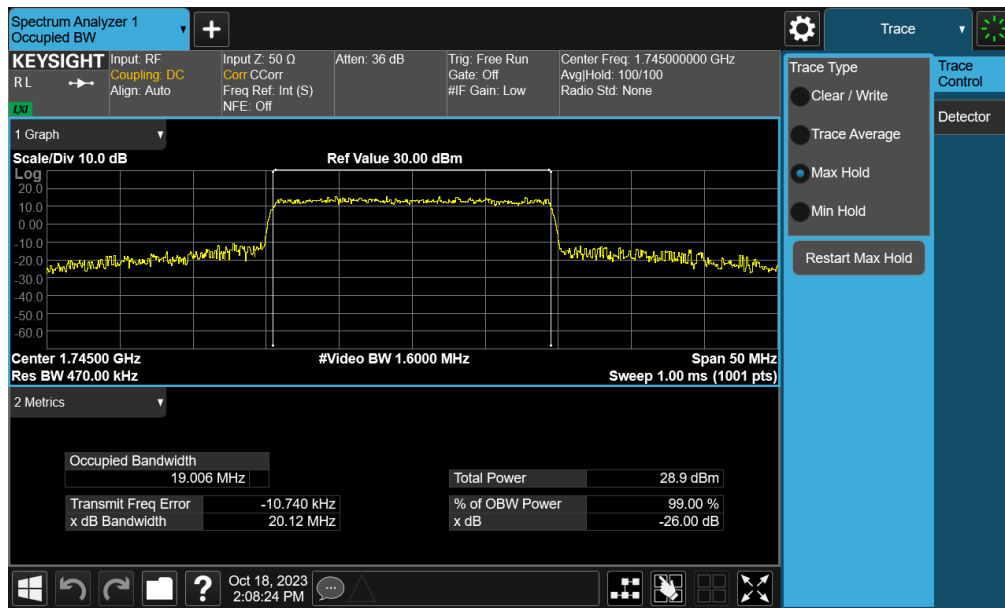 Spectrum Analyzer 1
Occupied BW
+
Trace
KEYSIGHT
R L
LXI
Input: RF
Coupling: DC
Align: Auto
Input Z: 50 Ω
Corr CCorr
Freq Ref: Int (S)
NFE: Off
Atten: 36 dB
Trig: Free Run
Gate: Off
#IF Gain: Low
Center Freq: 1.745000000 GHz
Avg|Hold: 100/100
Radio Std: None
Trace Type
Clear / Write
Trace Average
Max Hold
Min Hold
Restart Max Hold
Trace
Control
Detector
1 Graph
Scale/Div 10.0 dB
Ref Value 30.00 dBm
Log
20.0
10.0
0.00
-10.0
-20.0
-30.0
-40.0
-50.0
-60.0
Center 1.74500 GHz
#Video BW 1.6000 MHz
Span 50 MHz
Res BW 470.00 kHz
Sweep 1.00 ms (1001 pts)
2 Metrics
Occupied Bandwidth
19.006 MHz
Total Power 28.9 dBm
Transmit Freq Error -10.740 kHz
% of OBW Power 99.00 %
x dB Bandwidth 20.12 MHz
x dB -26.00 dB
?
Oct 18, 2023
2:08:24 PM